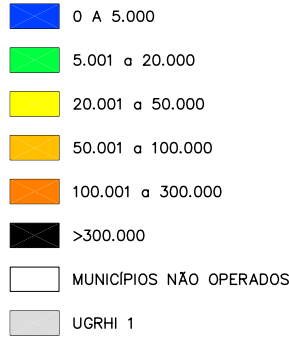 0 A 5.000
5.001 a 20.000
20.001 a 50.000
50.001 a 100.000
100.001 a 300.000
>300.000
MUNICÍPIOS NÃO OPERADOS
UGRHI 1